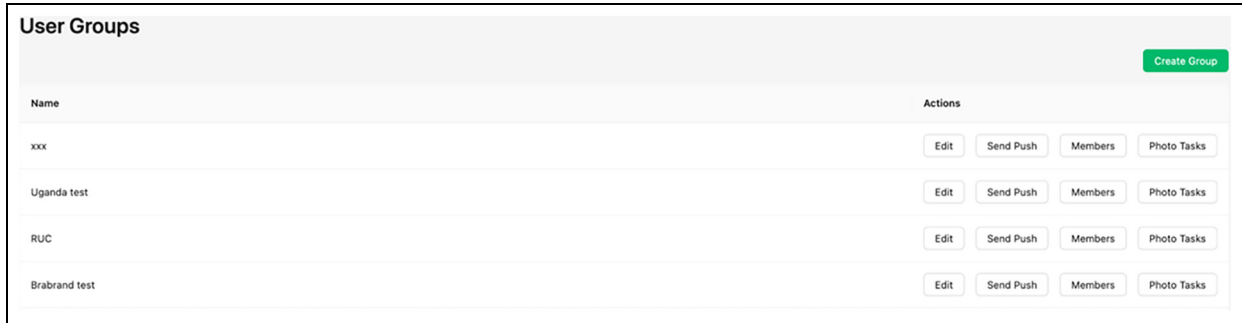 User Groups
Create Group
Name Actions
xxx Edit Send Push Members Photo Tasks
Uganda test Edit Send Push Members Photo Tasks
RUC Edit Send Push Members Photo Tasks
Brabrand test Edit Send Push Members Photo Tasks